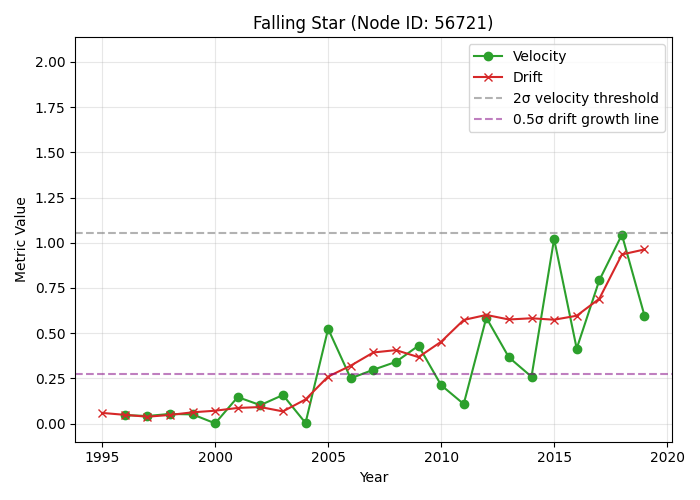 Falling Star (Node ID: 56721)
Velocity
Drift
2σ velocity threshold
0.5σ drift growth line
Metric Value
2.00
1.75
1.50
1.25
1.00
0.75
0.50
0.25
0.00
1995
2000
2005
2010
2015
2020
Year